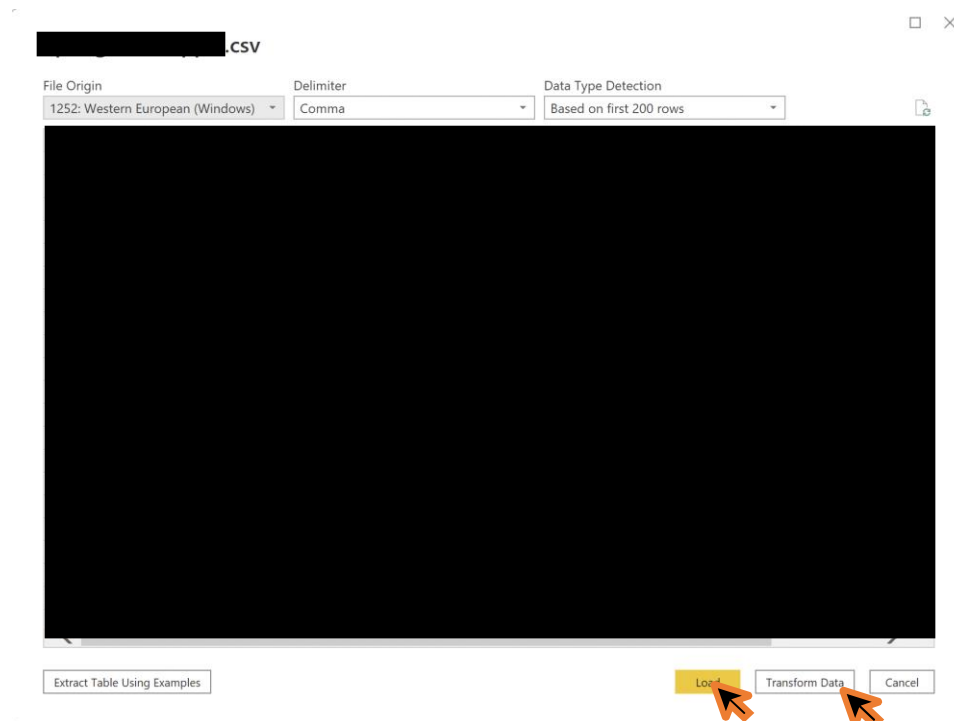 .csv
File Origin
Delimiter
Data Type Detection
1252: Western European (Windows)
Comma
Based on first 200 rows
Extract Table Using Examples
Load
Transform Data
Cancel